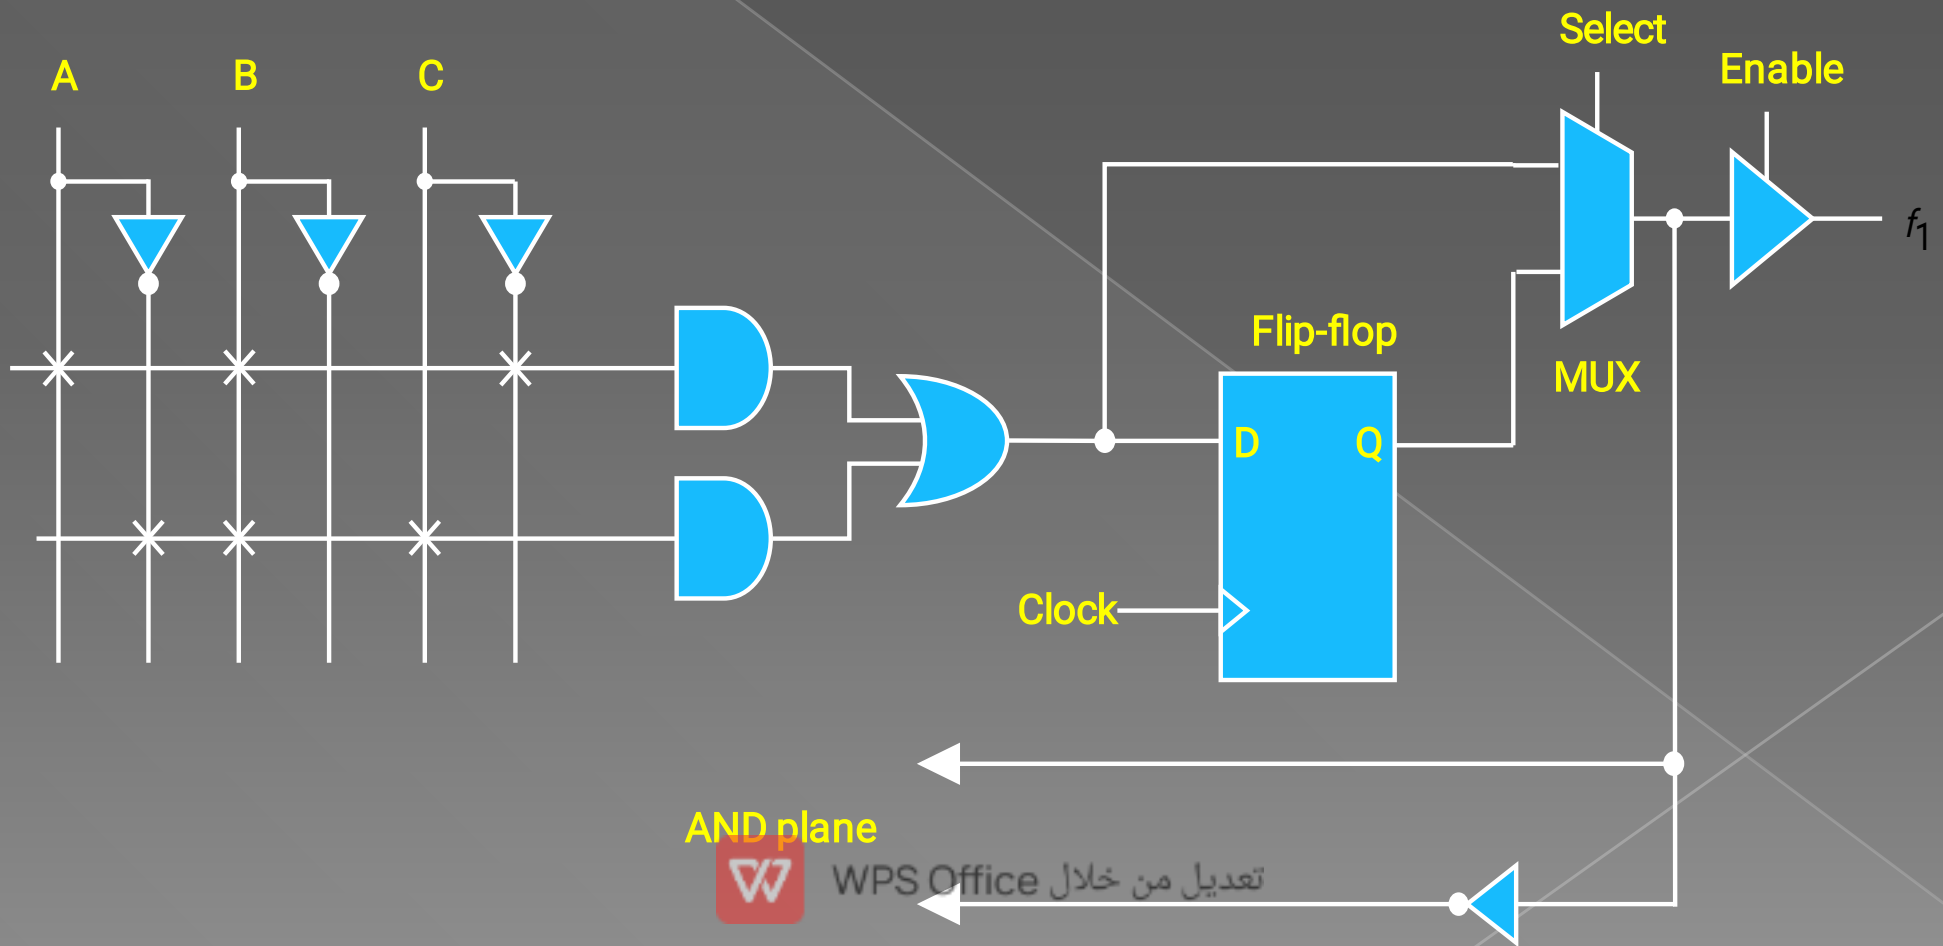 Select
Enable
A
B
C
f1
Flip-flop
MUX
D
Q
Clock
AND plane
WPS Office تعديل من خلال